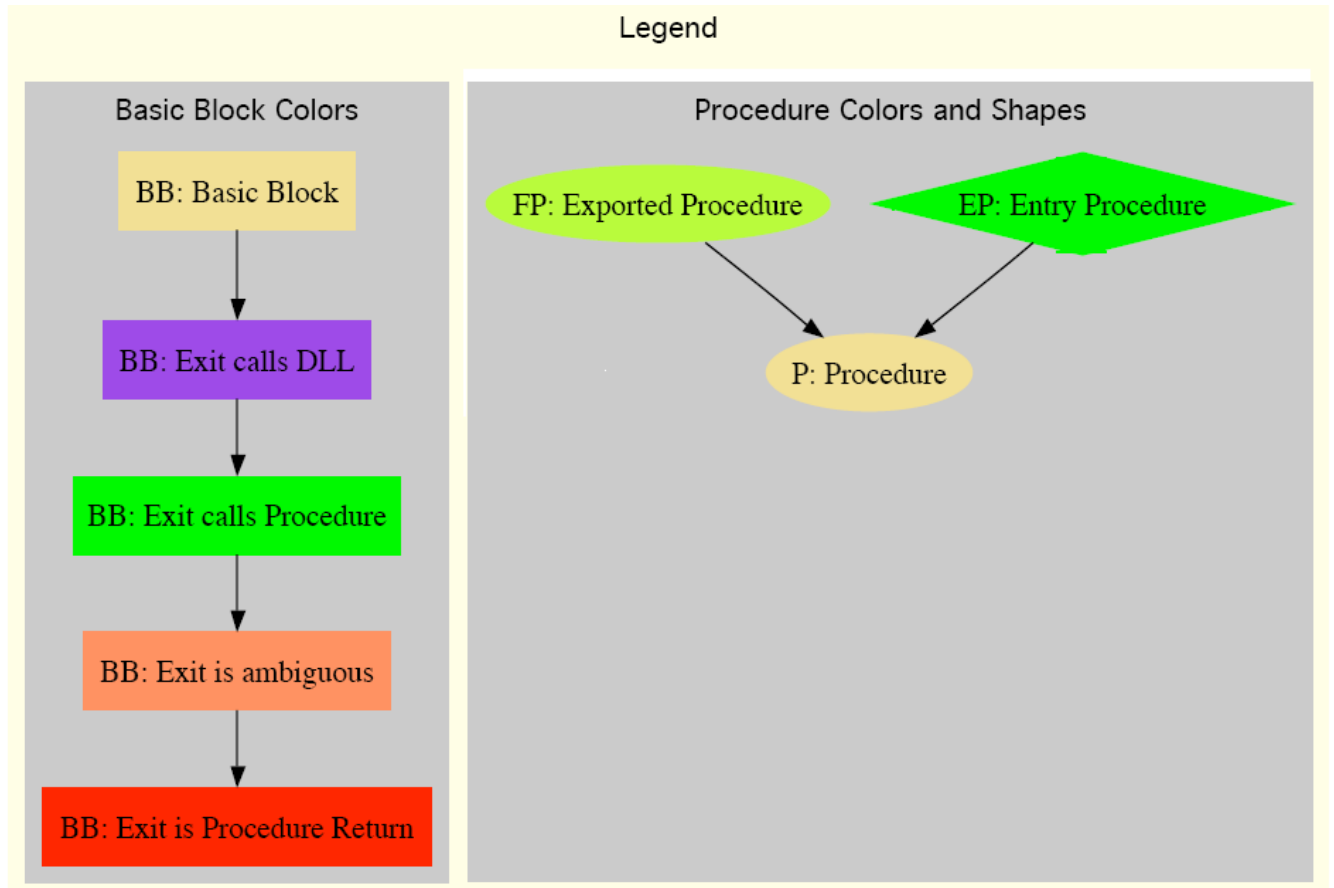 Legend
Basic Block Colors
BB: Basic Block
BB: Exit calls DLL
BB: Exit calls Procedure
BB: Exit is ambiguous
BB: Exit is Procedure Return
Procedure Colors and Shapes
FP: Exported Procedure
EP: Entry Procedure
P: Procedure